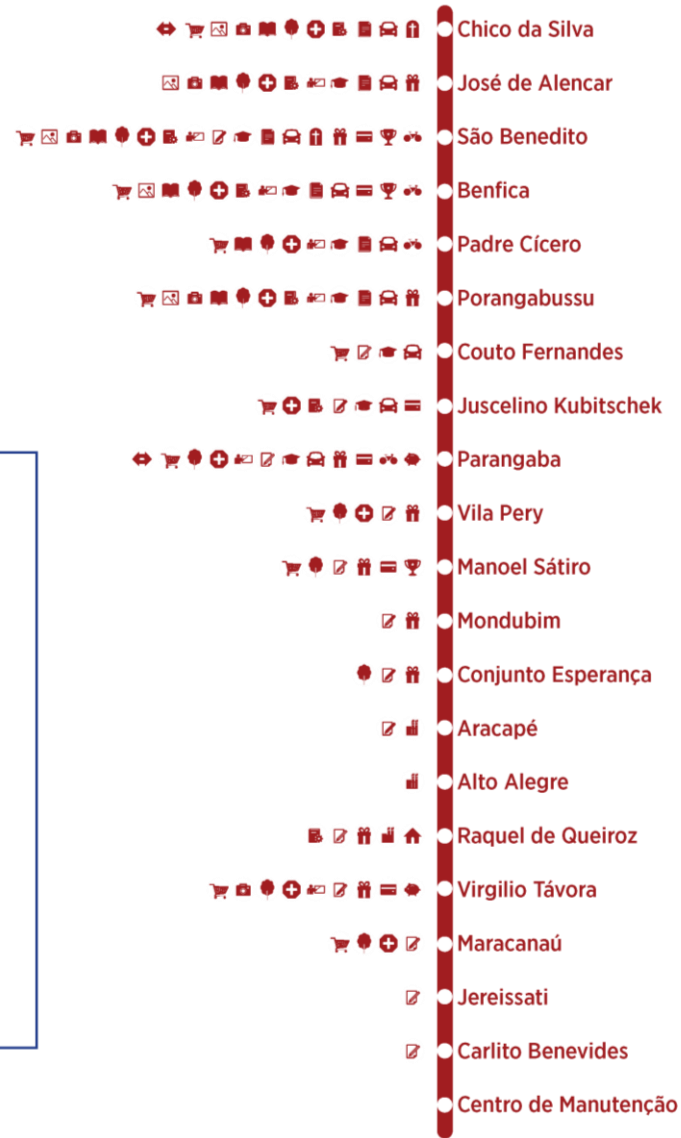 Chico da Silva
José de Alencar
São Benedito
Benfica
Padre Cícero
Porangabussu
Couto Fernandes
Juscelino Kubitschek
Parangaba
Vila Pery
Manoel Sátiro
Mondubim
Conjunto Esperança
Aracapé
Alto Alegre
Raquel de Queiroz
Virgilio Távora
Maracanaú
Jereissati
Carlito Benevides
Centro de Manutenção